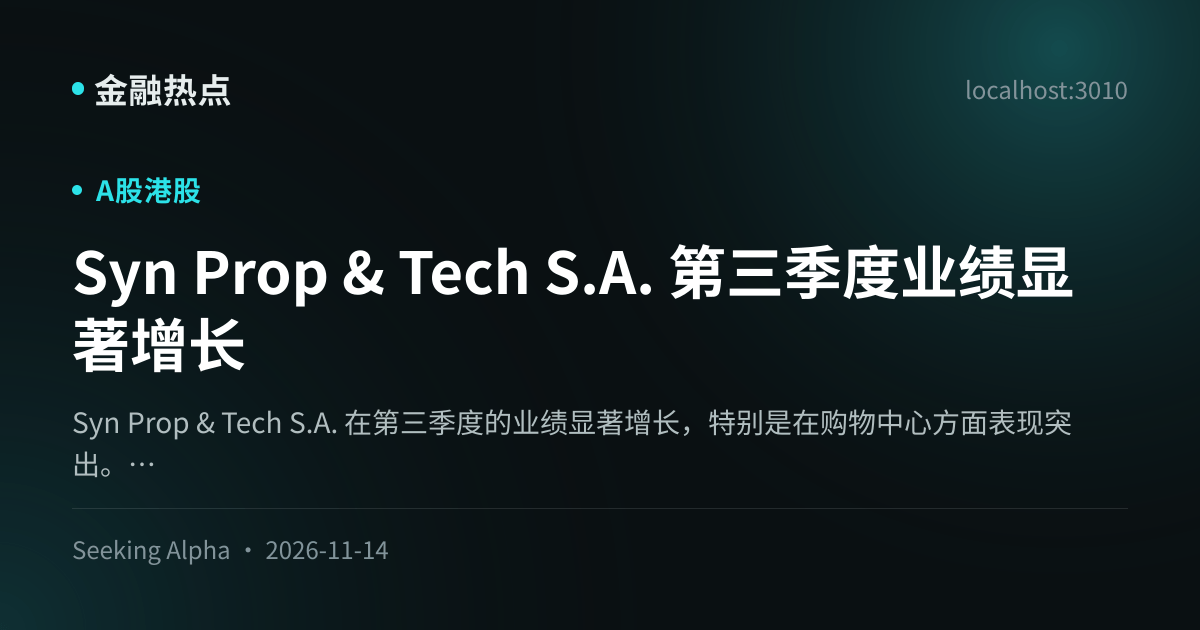 金融热点
localhost:3010
A股港股
Syn Prop & Tech S.A. 第三季度业绩显
著增长
Syn Prop & Tech S.A. 在第三季度的业绩显著增长，特别是在购物中心方面表现突
出。…
Seeking Alpha · 2026-11-14